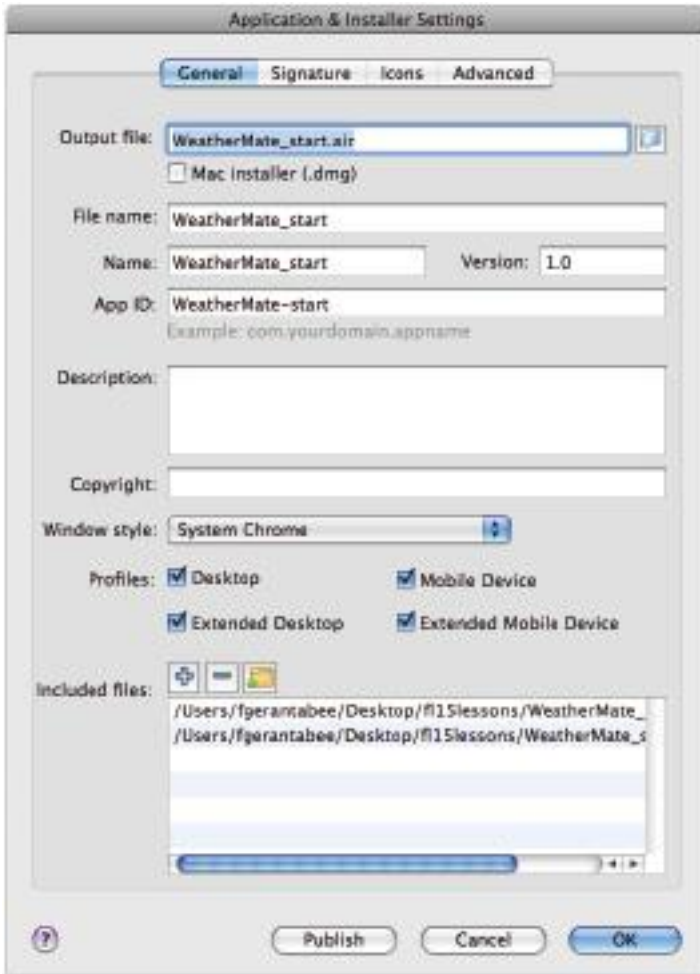 Application & Installer Settings
General Signature Icons Advanced
Output file: WeatherMate_start.air
Mac Installer (.dmg)
File name: WeatherMate_start
Name: WeatherMate_start Version: 1.0
App ID: WeatherMate-start
Example: com.yourdomain.appname
Description:
Copyright:
Window style: System Chrome
Profiles: Desktop Mobile Device
Extended Desktop Extended Mobile Device
Included files:
/Users/fgerantabee/Desktop/fl15lessons/WeatherMate_
/Users/fgerantabee/Desktop/fl15lessons/WeatherMate_s
? Publish Cancel OK